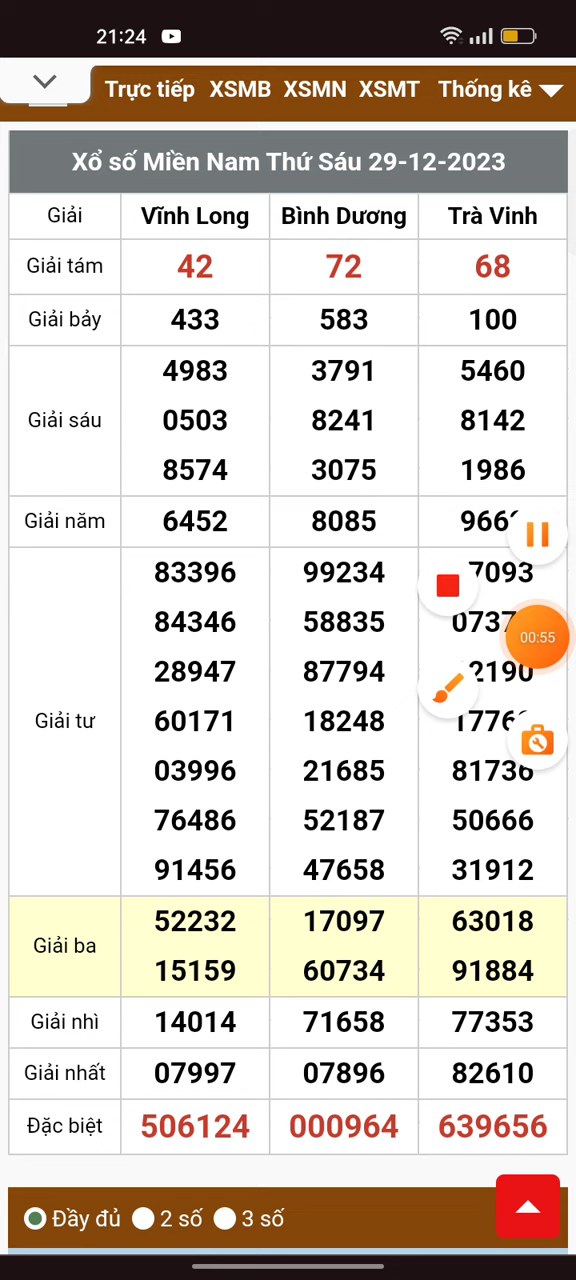 21:24
Trực tiếp XSMB XSMN XSMT Thống kê
Xổ số Miền Nam Thứ Sáu 29-12-2023
Giải Vĩnh Long Bình Dương Trà Vinh
Giải tám 42 72 68
Giải bảy 433 583 100
4983 3791 5460
Giải sáu 0503 8241 8142
8574 3075 1986
Giải năm 6452 8085
83396 99234
84346 58835
28947 87794
Giải tư 60171 18248
03996 21685 81736
76486 52187 50666
91456 47658 31912
Giải ba
52232 17097 63018
15159 60734 91884
Giải nhì 14014 71658 77353
Giải nhất 07997 07896 82610
Đặc biệt 506124 000964 639656
00:55
Đầy đủ 2 số 3 số